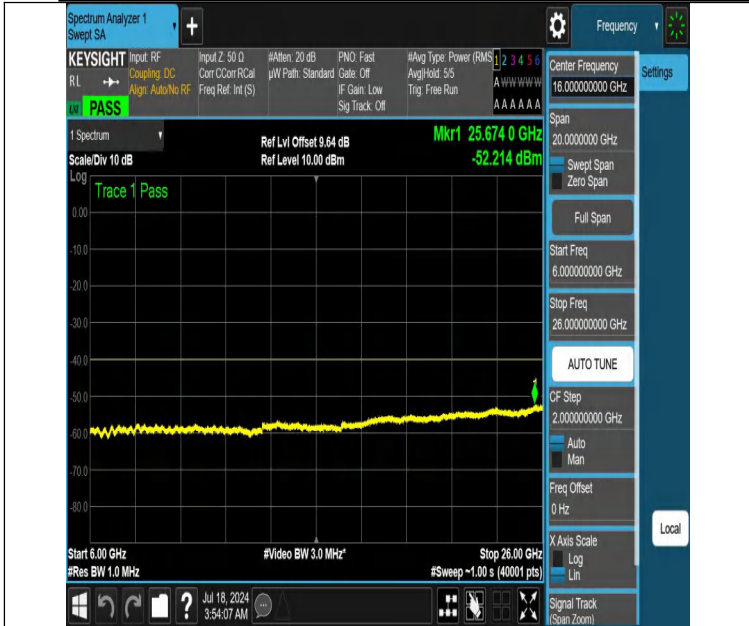 Spectrum Analyzer 1
Swept SA
Frequency
KEYSIGHT
RL
PASS
Input: RF
Coupling: DC
Align: Auto/No RF
Input Z: 50 Ω
Corr CCorr RCal
Freq Ref: Int (S)
#Atten: 20 dB
µW Path: Standard
PNO: Fast
Gate: Off
IF Gain: Low
Sig Track: Off
#Avg Type: Power (RMS
Avg|Hold: 5/5
Trig: Free Run
1 2 3 4 5 6
A W W W W W
A A A A A A
1 Spectrum
Scale/Div 10 dB
Ref Lvl Offset 9.64 dB
Ref Level 10.00 dBm
Mkr1 25.674 0 GHz
-52.214 dBm
Log
Trace 1 Pass
0.00
-10.0
-20.0
-30.0
-40.0
-50.0
-60.0
-70.0
-80.0
1
Start 6.00 GHz
#Res BW 1.0 MHz
#Video BW 3.0 MHz*
Stop 26.00 GHz
#Sweep ~1.00 s (40001 pts)
Jul 18, 2024
3:54:07 AM
Center Frequency
16.000000000 GHz
Settings
Span
20.0000000 GHz
Swept Span
Zero Span
Full Span
Start Freq
6.000000000 GHz
Stop Freq
26.000000000 GHz
AUTO TUNE
CF Step
2.000000000 GHz
Auto
Man
Freq Offset
0 Hz
X Axis Scale
Log
Lin
Local
Signal Track
(Span Zoom)